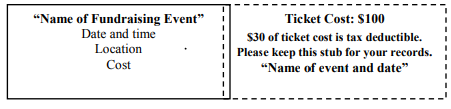 “Name of Fundraising Event”
Date and time
Location
Cost
Ticket Cost: $100
$30 of ticket cost is tax deductible.
Please keep this stub for your records.
“Name of event and date”